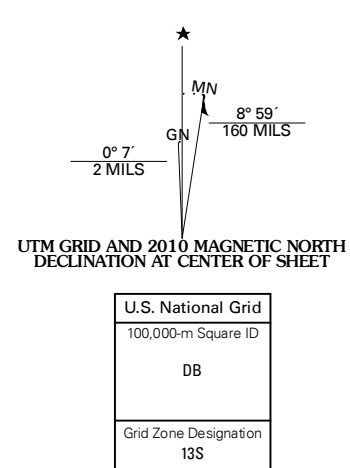 MN
8° 59´
160 MILS
GN
0° 7´
2 MILS
UTM GRID AND 2010 MAGNETIC NORTH
DECLINATION AT CENTER OF SHEET
U.S. National Grid
100,000-m Square ID
DB
Grid Zone Designation
13S